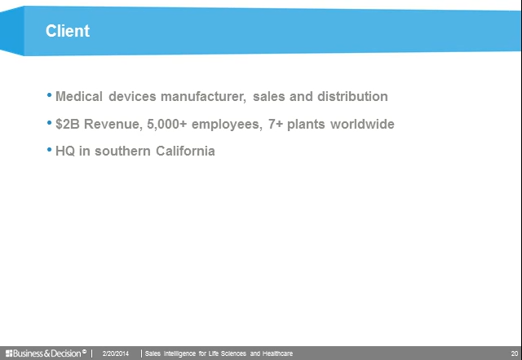 Client
• Medical devices manufacturer, sales and distribution
• $2B Revenue, 5,000+ employees, 7+ plants worldwide
• HQ in southern California
Business & Decision © | 2/20/2014 | Sales Intelligence for Life Sciences and Healthcare 20